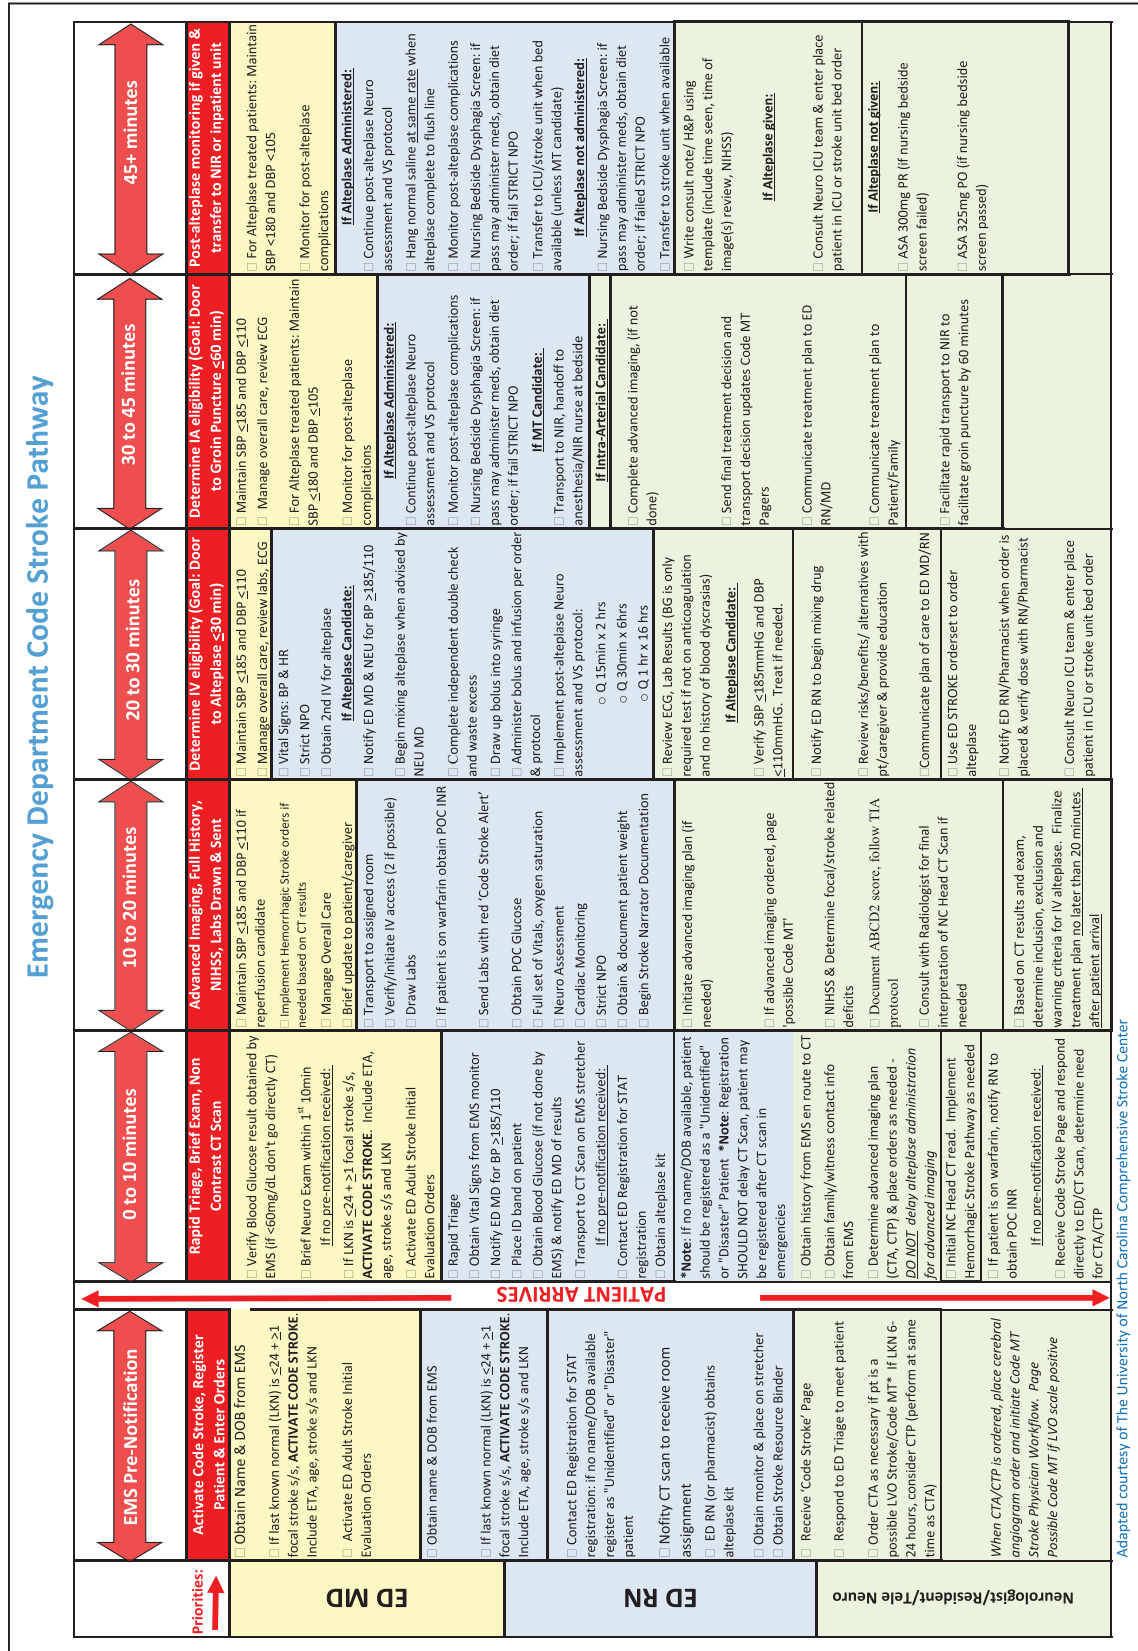 Emergency Department Code Stroke Pathway
EMS Pre-Notification
0 to 10 minutes
10 to 20 minutes
20 to 30 minutes
30 to 45 minutes
45+ minutes
Priorities:
Activate Code Stroke, Register
Patient & Enter Orders
Rapid Triage, Brief Exam, Non
Contrast CT Scan
Advanced Imaging, Full History,
NIHSS, Labs Drawn & Sent
Determine IV eligibility (Goal: Door
to Alteplase ≤30 min)
Determine IA eligibility (Goal: Door
to Groin Puncture ≤60 min)
Post-alteplase monitoring if given &
transfer to NIR or inpatient unit
ED MD
□ Obtain Name & DOB from EMS
□ If last known normal (LKN) is ≤24 + ≥1
focal stroke s/s, ACTIVATE CODE STROKE.
Include ETA, age, stroke s/s and LKN
□ Activate ED Adult Stroke Initial
Evaluation Orders
ED RN
□ Obtain name & DOB from EMS
□ If last known normal (LKN) is ≤24 + ≥1
focal stroke s/s, ACTIVATE CODE STROKE.
Include ETA, age, stroke s/s and LKN
□ Contact ED Registration for STAT
registration: if no name/DOB available
register as "Unidentified" or "Disaster"
patient
□ Nofity CT scan to receive room
assignment
□ ED RN (or pharmacist) obtains
alteplase kit
□ Obtain monitor & place on stretcher
□ Obtain Stroke Resource Binder
Neurologist/Resident/Tele Neuro
□ Receive 'Code Stroke' Page
□ Respond to ED Triage to meet patient
□ Order CTA as necessary if pt is a
possible LVO Stroke/Code MT* If LKN 6-
24 hours, consider CTP (perform at same
time as CTA)
When CTA/CTP is ordered, place cerebral
angiogram order and initiate Code MT
Stroke Physician Workflow. Page
Possible Code MT if LVO scale positive
PATIENT ARRIVES
□ Verify Blood Glucose result obtained by
EMS (if <60mg/dL don't go directly CT)
□ Brief Neuro Exam within 1st 10min
If no pre-notification received:
□ If LKN is ≤24 + ≥1 focal stroke s/s,
ACTIVATE CODE STROKE. Include ETA,
age, stroke s/s and LKN
□ Activate ED Adult Stroke Initial
Evaluation Orders
□ Rapid Triage
□ Obtain Vital Signs from EMS monitor
□ Notify ED MD for BP ≥185/110
□ Place ID band on patient
□ Obtain Blood Glucose (if not done by
EMS) & notify ED MD of results
□ Transport to CT Scan on EMS stretcher
If no pre-notification received:
□ Contact ED Registration for STAT
registration
□ Obtain alteplase kit
*Note: If no name/DOB available, patient
should be registered as a "Unidentified"
or "Disaster" Patient *Note: Registration
SHOULD NOT delay CT Scan, patient may
be registered after CT scan in
emergencies
□ Obtain history from EMS en route to CT
□ Obtain family/witness contact info
from EMS
□ Determine advanced imaging plan
(CTA, CTP) & place orders as needed -
DO NOT delay alteplase administration
for advanced imaging
□ Initial NC Head CT read. Implement
Hemorrhagic Stroke Pathway as needed
□ If patient is on warfarin, notify RN to
obtain POC INR
If no pre-notification received:
□ Receive Code Stroke Page and respond
directly to ED/CT Scan, determine need
for CTA/CTP
□ Maintain SBP ≤185 and DBP ≤110 if
reperfusion candidate
□ Implement Hemorrhagic Stroke orders if
needed based on CT results
□ Manage Overall Care
□ Brief update to patient/caregiver
□ Transport to assigned room
□ Verify/initiate IV access (2 if possible)
□ Draw Labs
□ If patient is on warfarin obtain POC INR
□ Send Labs with red 'Code Stroke Alert'
□ Obtain POC Glucose
□ Full set of Vitals, oxygen saturation
□ Neuro Assessment
□ Cardiac Monitoring
□ Strict NPO
□ Obtain & document patient weight
□ Begin Stroke Narrator Documentation
□ Initiate advanced imaging plan (if
needed)
□ If advanced imaging ordered, page
'possible Code MT'
□ NIHSS & Determine focal/stroke related
deficits
□ Document ABCD2 score, follow TIA
protocol
□ Consult with Radiologist for final
interpretation of NC Head CT Scan if
needed
□ Based on CT results and exam,
determine inclusion, exclusion and
warning criteria for IV alteplase. Finalize
treatment plan no later than 20 minutes
after patient arrival
□ Maintain SBP ≤185 and DBP ≤110
□ Manage overall care, review labs, ECG
□ Vital Signs: BP & HR
□ Strict NPO
□ Obtain 2nd IV for alteplase
If Alteplase Candidate:
□ Notify ED MD & NEU for BP ≥185/110
□ Begin mixing alteplase when advised by
NEU MD
□ Complete independent double check
and waste excess
□ Draw up bolus into syringe
□ Administer bolus and infusion per order
& protocol
□ Implement post-alteplase Neuro
assessment and VS protocol:
○ Q 15min x 2 hrs
○ Q 30min x 6hrs
○ Q 1 hr x 16 hrs
□ Review ECG, Lab Results (BG is only
required test if not on anticoagulation
and no history of blood dyscrasias)
If Alteplase Candidate:
□ Verify SBP ≤185mmHG and DBP
≤110mmHG. Treat if needed.
□ Notify ED RN to begin mixing drug
□ Review risks/benefits/ alternatives with
pt/caregiver & provide education
□Communicate plan of care to ED MD/RN
□ Use ED STROKE orderset to order
alteplase
□ Notify ED RN/Pharmacist when order is
placed & verify dose with RN/Pharmacist
□ Consult Neuro ICU team & enter place
patient in ICU or stroke unit bed order
□ Maintain SBP ≤185 and DBP ≤110
□ Manage overall care, review ECG
□ For Alteplase treated patients: Maintain
SBP ≤180 and DBP ≤105
□ Monitor for post-alteplase
complications
If Alteplase Administered:
□ Continue post-alteplase Neuro
assessment and VS protocol
□ Monitor post-alteplase complications
□ Nursing Bedside Dysphagia Screen: if
pass may administer meds, obtain diet
order; if fail STRICT NPO
If MT Candidate:
□ Transport to NIR, handoff to
anesthesia/NIR nurse at bedside
If Intra-Arterial Candidate:
□ Complete advanced imaging, (if not
done)
□ Send final treatment decision and
transport decision updates Code MT
Pagers
□ Communicate treatment plan to ED
RN/MD
□ Communicate treatment plan to
Patient/Family
□ Facilitate rapid transport to NIR to
facilitate groin puncture by 60 minutes
□ For Alteplase treated patients: Maintain
SBP <180 and DBP <105
□ Monitor for post-alteplase
complications
If Alteplase Administered:
□ Continue post-alteplase Neuro
assessment and VS protocol
□ Hang normal saline at same rate when
alteplase complete to flush line
□ Monitor post-alteplase complications
□ Nursing Bedside Dysphagia Screen: if
pass may administer meds, obtain diet
order; if fail STRICT NPO
□ Transfer to ICU/stroke unit when bed
available (unless MT candidate)
If Alteplase not administered:
□ Nursing Bedside Dysphagia Screen: if
pass may administer meds, obtain diet
order; if failed STRICT NPO
□ Transfer to stroke unit when available
□ Write consult note/ H&P using
template (include time seen, time of
image(s) review, NIHSS)
If Alteplase given:
□ Consult Neuro ICU team & enter place
patient in ICU or stroke unit bed order
If Alteplase not given:
□ ASA 300mg PR (if nursing bedside
screen failed)
□ ASA 325mg PO (if nursing bedside
screen passed)
Adapted courtesy of The University of North Carolina Comprehensive Stroke Center